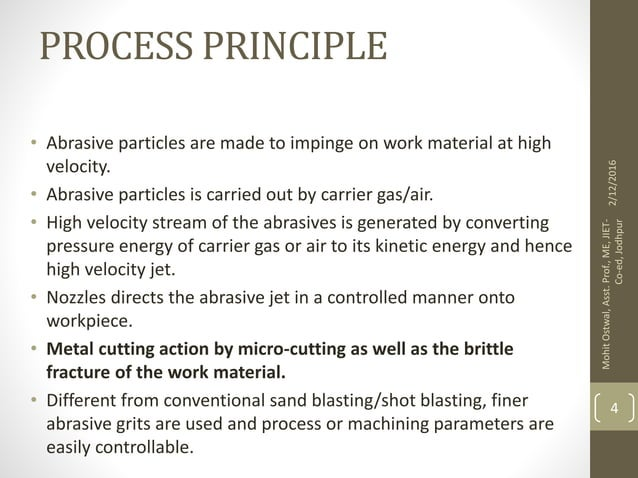 PROCESS PRINCIPLE
• Abrasive particles are made to impinge on work material at high
velocity.
• Abrasive particles is carried out by carrier gas/air.
• High velocity stream of the abrasives is generated by converting
pressure energy of carrier gas or air to its kinetic energy and hence
high velocity jet.
• Nozzles directs the abrasive jet in a controlled manner onto
workpiece.
• Metal cutting action by micro-cutting as well as the brittle
fracture of the work material.
• Different from conventional sand blasting/shot blasting, finer
abrasive grits are used and process or machining parameters are
easily controllable.
2/12/2016
Mohit Ostwal, Asst. Prof., ME, JIET-
Co-ed, Jodhpur
4